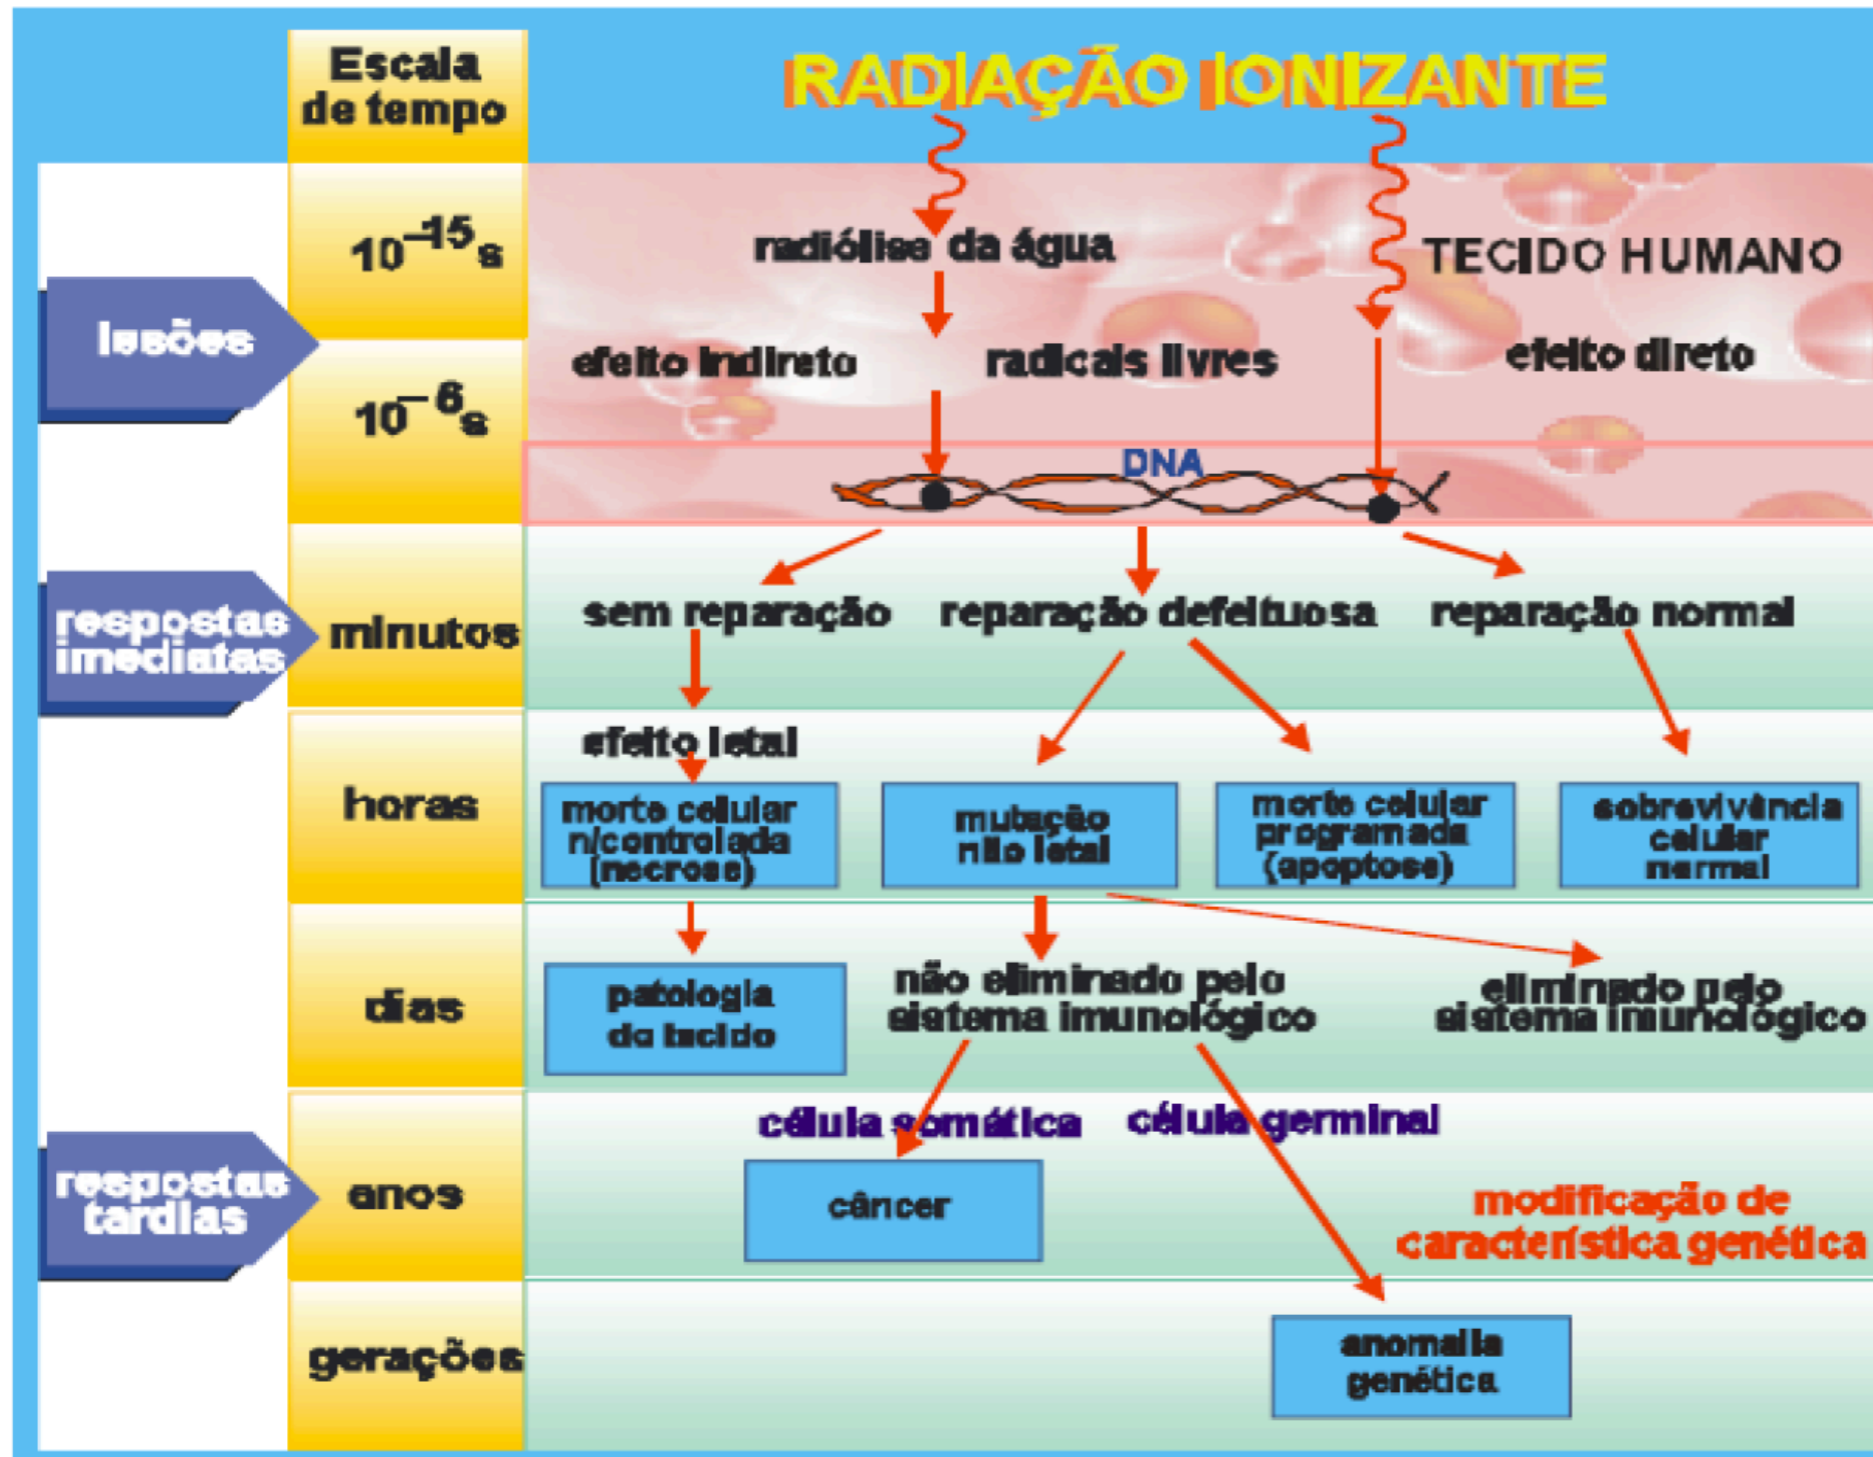 Escala
de tempo
RADIAÇÃO IONIZANTE
10⁻¹⁵s
radiólise da água
TECIDO HUMANO
lesões
efeito indireto
radicais livres
efeito direto
10⁻⁶s
DNA
respostas
imediatas
minutos
sem reparação
reparação defeituosa
reparação normal
horas
efeito letal
morte celular
n/controlada
(necrose)
mutação
não letal
morte celular
programada
(apoptose)
sobrevivência
celular
normal
dias
patologia
do tecido
não eliminado pelo
sistema imunológico
eliminado pelo
sistema imunológico
respostas
tardias
anos
célula somática
célula germinal
câncer
modificação de
característica genética
gerações
anomalia
genética